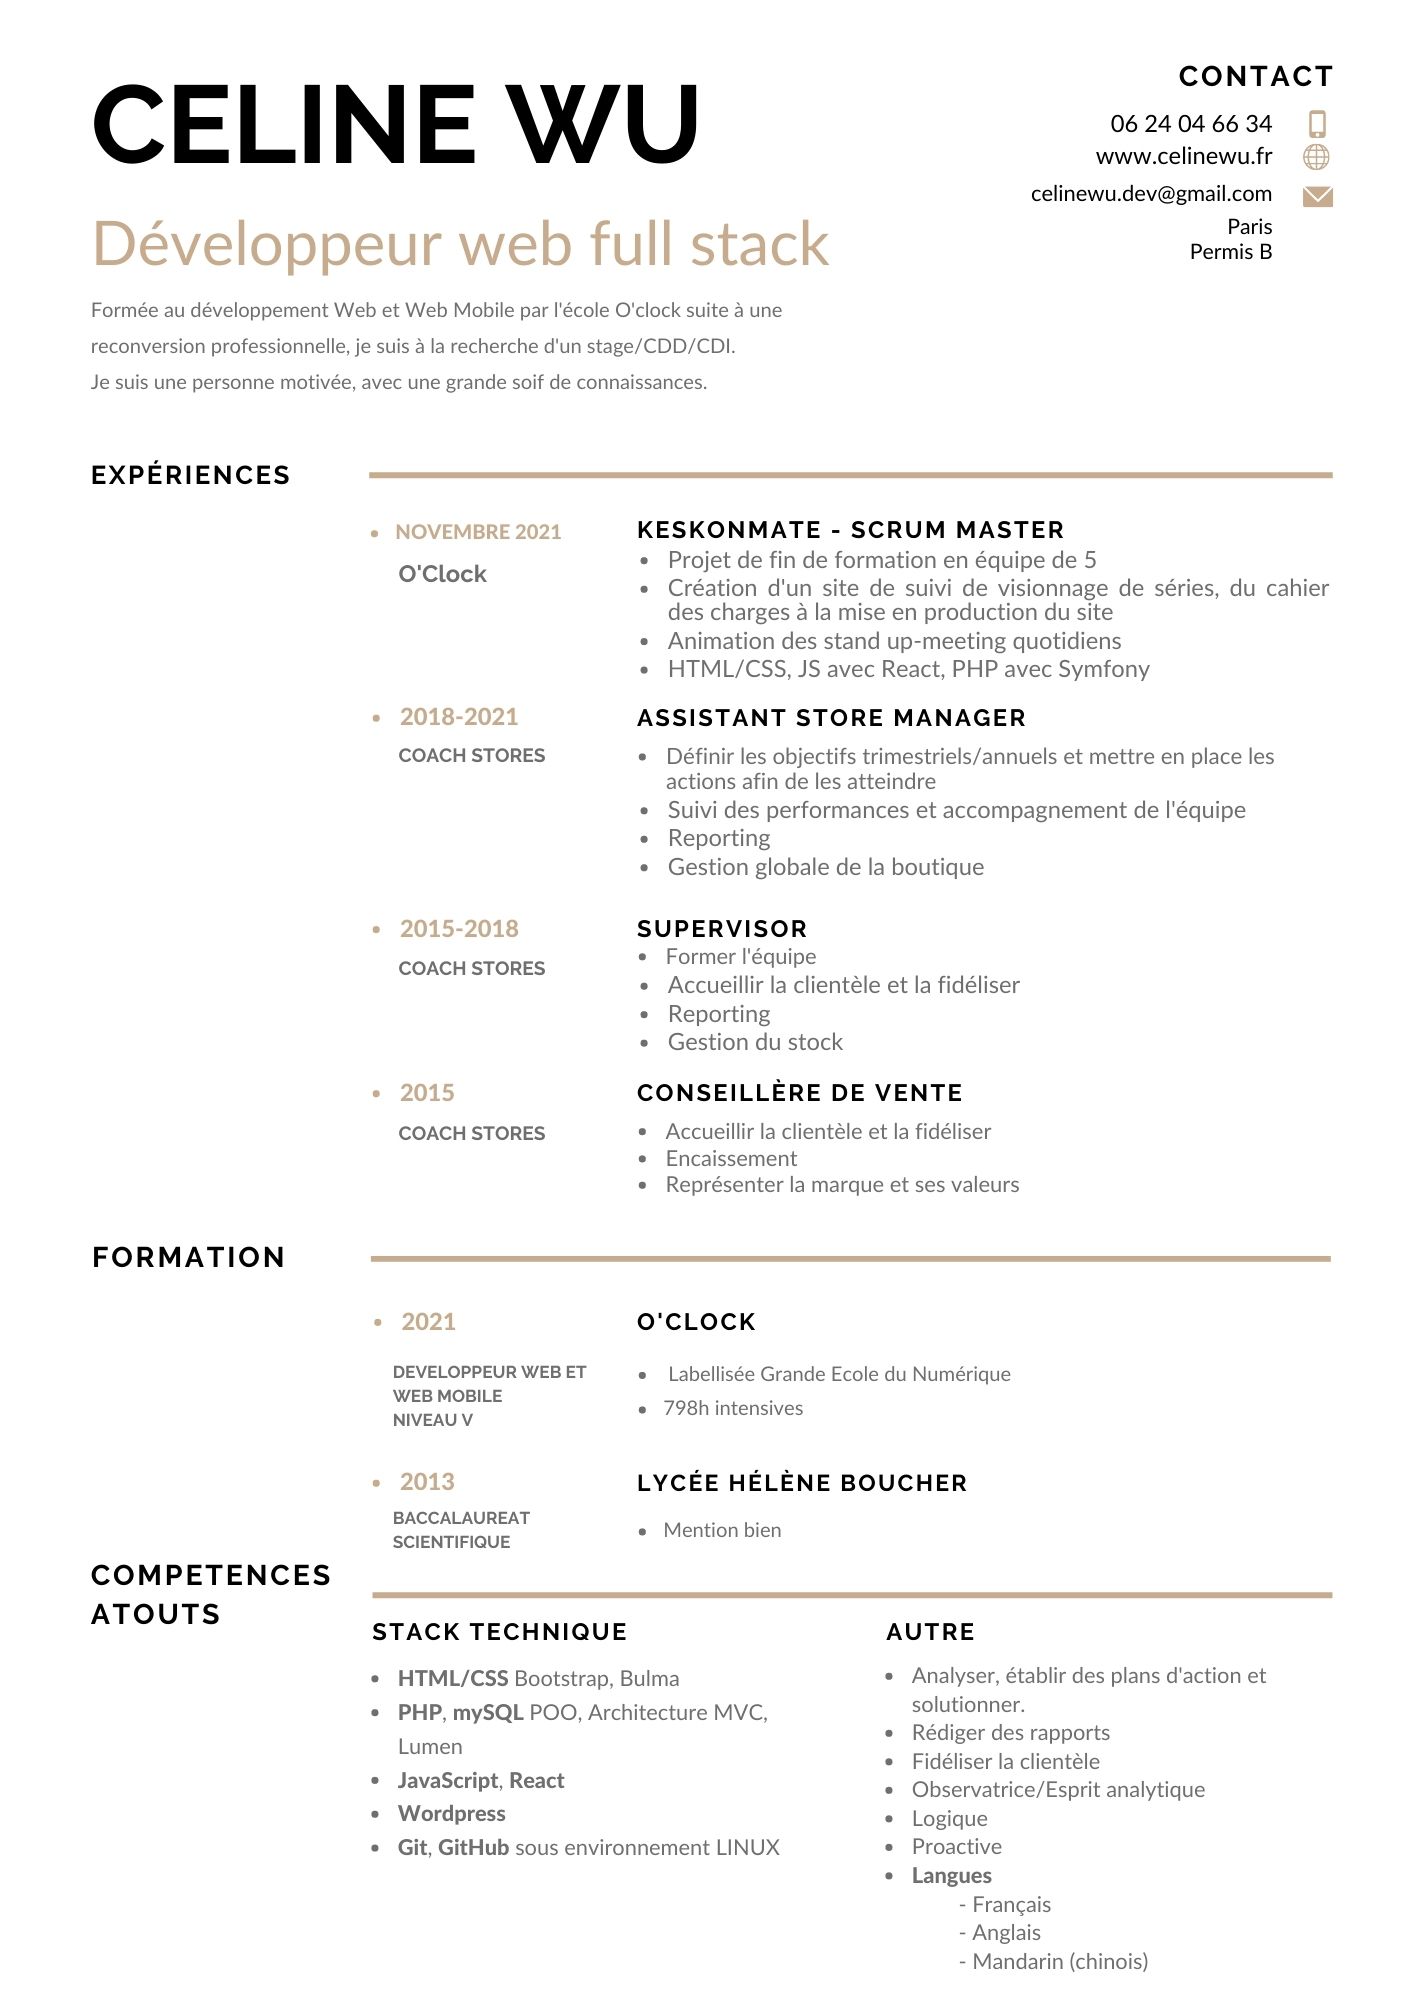 CELINE WU
Développeur web full stack
Formée au développement Web et Web Mobile par l'école O'clock suite à une
reconversion professionnelle, je suis à la recherche d'un stage/CDD/CDI.
Je suis une personne motivée, avec une grande soif de connaissances.
CONTACT
06 24 04 66 34
www.celinewu.fr
celinewu.dev@gmail.com
Paris
Permis B
EXPÉRIENCES
• NOVEMBRE 2021
O'Clock
KESKONMATE - SCRUM MASTER
• Projet de fin de formation en équipe de 5
• Création d'un site de suivi de visionnage de séries, du cahier
des charges à la mise en production du site
• Animation des stand up-meeting quotidiens
• HTML/CSS, JS avec React, PHP avec Symfony
• 2018-2021
COACH STORES
ASSISTANT STORE MANAGER
• Définir les objectifs trimestriels/annuels et mettre en place les
actions afin de les atteindre
• Suivi des performances et accompagnement de l'équipe
• Reporting
• Gestion globale de la boutique
• 2015-2018
COACH STORES
SUPERVISOR
• Former l'équipe
• Accueillir la clientèle et la fidéliser
• Reporting
• Gestion du stock
• 2015
COACH STORES
CONSEILLÈRE DE VENTE
• Accueillir la clientèle et la fidéliser
• Encaissement
• Représenter la marque et ses valeurs
FORMATION
• 2021
DEVELOPPEUR WEB ET
WEB MOBILE
NIVEAU V
O'CLOCK
• Labellisée Grande Ecole du Numérique
• 798h intensives
• 2013
BACCALAUREAT
SCIENTIFIQUE
LYCÉE HÉLÈNE BOUCHER
• Mention bien
COMPETENCES
ATOUTS
STACK TECHNIQUE
• HTML/CSS Bootstrap, Bulma
• PHP, mySQL POO, Architecture MVC,
Lumen
• JavaScript, React
• Wordpress
• Git, GitHub sous environnement LINUX
AUTRE
• Analyser, établir des plans d'action et
solutionner.
• Rédiger des rapports
• Fidéliser la clientèle
• Observatrice/Esprit analytique
• Logique
• Proactive
• Langues
- Français
- Anglais
- Mandarin (chinois)